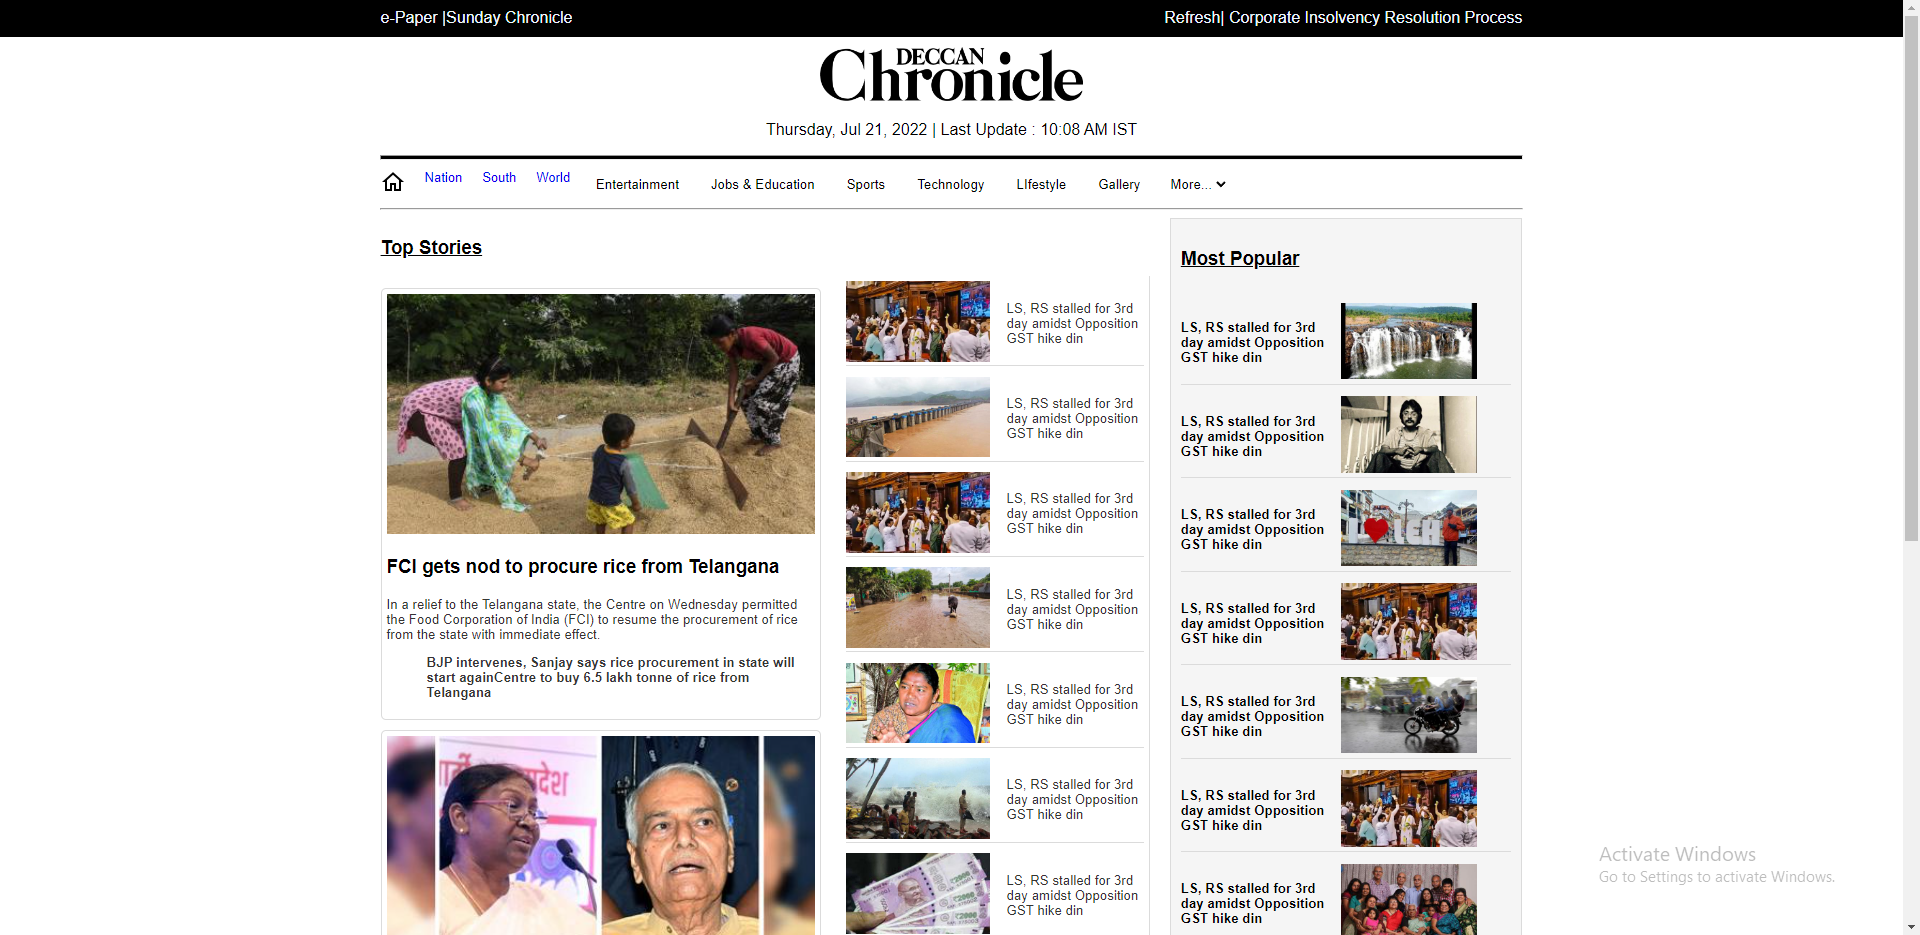 e-Paper |Sunday Chronicle
Refresh| Corporate Insolvency Resolution Process
DECCAN
Chronicle
Thursday, Jul 21, 2022 | Last Update : 10:08 AM IST
Nation South World Entertainment Jobs & Education Sports Technology LIfestyle Gallery More...
Top Stories
FCI gets nod to procure rice from Telangana
In a relief to the Telangana state, the Centre on Wednesday permitted
the Food Corporation of India (FCI) to resume the procurement of rice
from the state with immediate effect.
BJP intervenes, Sanjay says rice procurement in state will
start againCentre to buy 6.5 lakh tonne of rice from
Telangana
LS, RS stalled for 3rd
day amidst Opposition
GST hike din
LS, RS stalled for 3rd
day amidst Opposition
GST hike din
LS, RS stalled for 3rd
day amidst Opposition
GST hike din
LS, RS stalled for 3rd
day amidst Opposition
GST hike din
LS, RS stalled for 3rd
day amidst Opposition
GST hike din
LS, RS stalled for 3rd
day amidst Opposition
GST hike din
LS, RS stalled for 3rd
day amidst Opposition
GST hike din
Most Popular
LS, RS stalled for 3rd
day amidst Opposition
GST hike din
LS, RS stalled for 3rd
day amidst Opposition
GST hike din
LS, RS stalled for 3rd
day amidst Opposition
GST hike din
LS, RS stalled for 3rd
day amidst Opposition
GST hike din
LS, RS stalled for 3rd
day amidst Opposition
GST hike din
LS, RS stalled for 3rd
day amidst Opposition
GST hike din
LS, RS stalled for 3rd
day amidst Opposition
GST hike din
Activate Windows
Go to Settings to activate Windows.